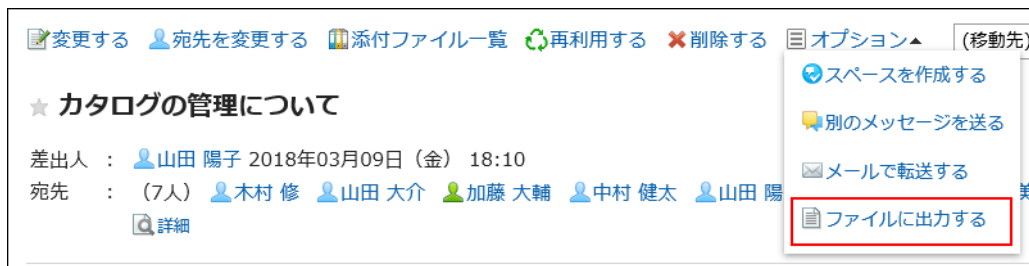 変更する 宛先を変更する 添付ファイル一覧 再利用する 削除する オプション▲ (移動先)
スペースを作成する
カタログの管理について
別のメッセージを送る
差出人 : 山田 陽子 2018年03月09日（金） 18:10
メールで転送する
宛先 : （7人） 木村 修 山田 大介 加藤 大輔 中村 健太 山田 陽
詳細
ファイルに出力する